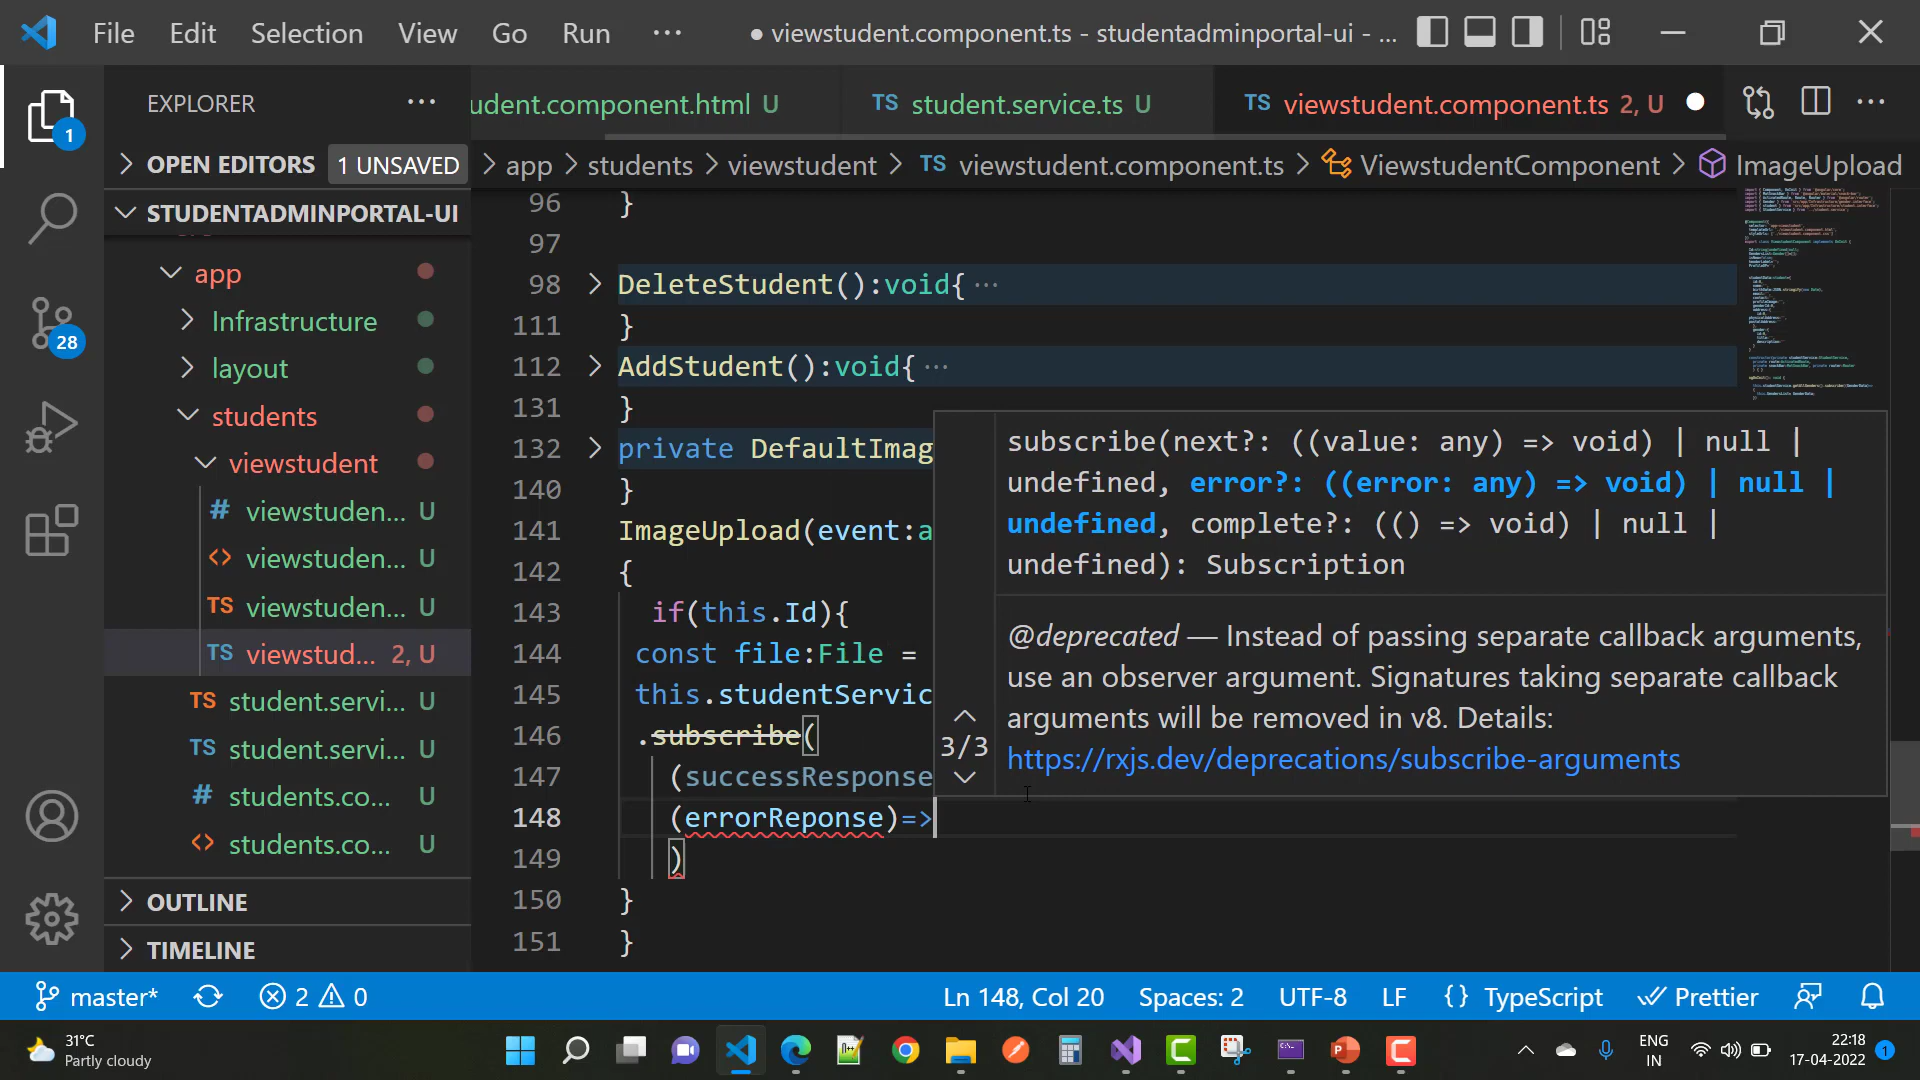 File Edit Selection View Go Run ··· ● viewstudent.component.ts - studentadminportal-ui - ...
EXPLORER ···
udent.component.html U TS student.service.ts U TS viewstudent.component.ts 2, U ● ···
OPEN EDITORS 1 UNSAVED
> app > students > viewstudent > TS viewstudent.component.ts > ViewstudentComponent > ImageUpload
STUDENTADMINPORTAL-UI
app
Infrastructure
layout
students
viewstudent
# viewstuden... U
<> viewstuden... U
TS viewstuden... U
TS viewstud... 2, U
TS student.servi... U
TS student.servi... U
# students.co... U
<> students.co... U
OUTLINE
TIMELINE
1
28
96 }
97
98 > DeleteStudent():void{ ···
111 }
112 > AddStudent():void{ ···
131 }
132 > private DefaultImag
140 }
141 ImageUpload(event:a
142 {
143 if(this.Id){
144 const file:File =
145 this.studentServic
146 .subscribe(
147 (successResponse
148 (errorReponse)=>
149 )
150 }
151 }
3/3
subscribe(next?: ((value: any) => void) | null |
undefined, error?: ((error: any) => void) | null |
undefined, complete?: (() => void) | null |
undefined): Subscription
@deprecated — Instead of passing separate callback arguments,
use an observer argument. Signatures taking separate callback
arguments will be removed in v8. Details:
https://rxjs.dev/deprecations/subscribe-arguments
master* 2 0 Ln 148, Col 20 Spaces: 2 UTF-8 LF {} TypeScript Prettier
31°C
Partly cloudy
ENG
IN
22:18
17-04-2022
1